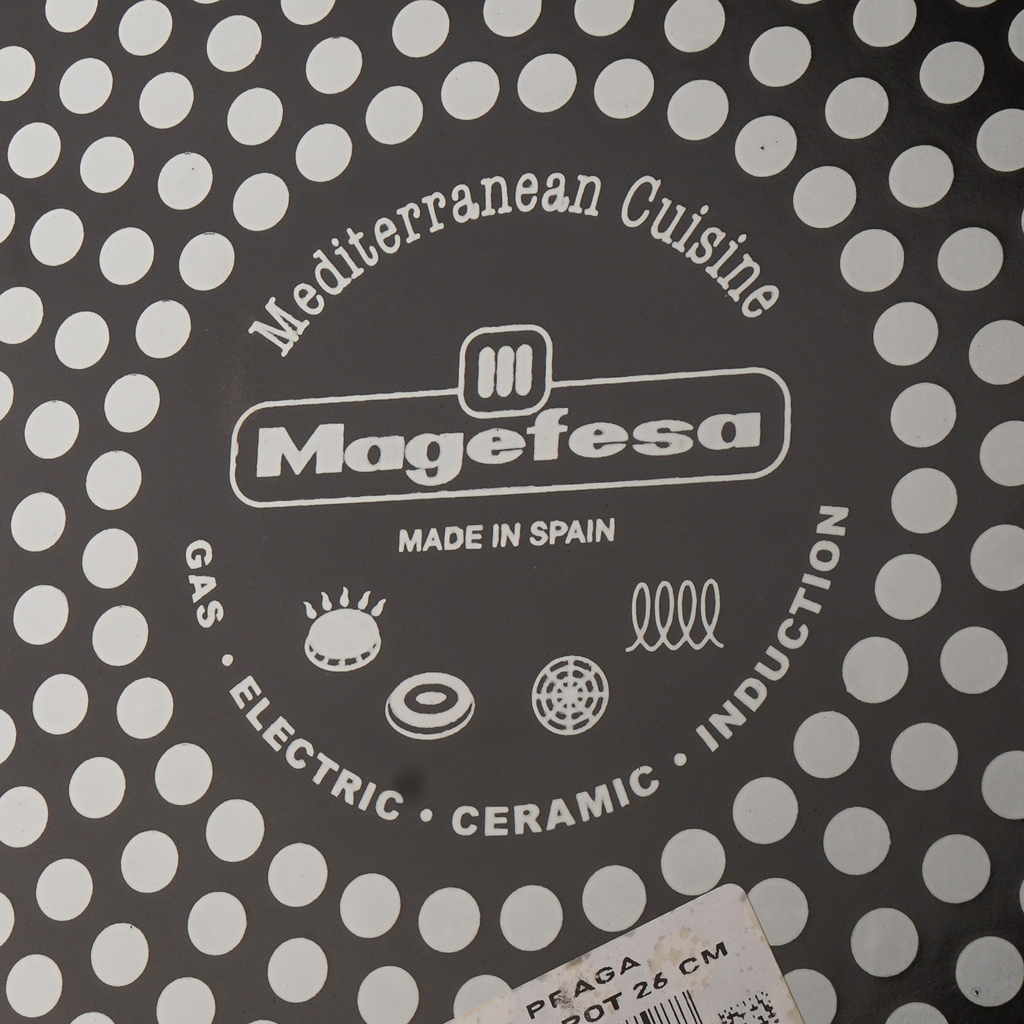 Mediterranean Cuisine
Magefesa
MADE IN SPAIN
GAS • ELECTRIC • CERAMIC • INDUCTION
PRAGA
POT 26 CM